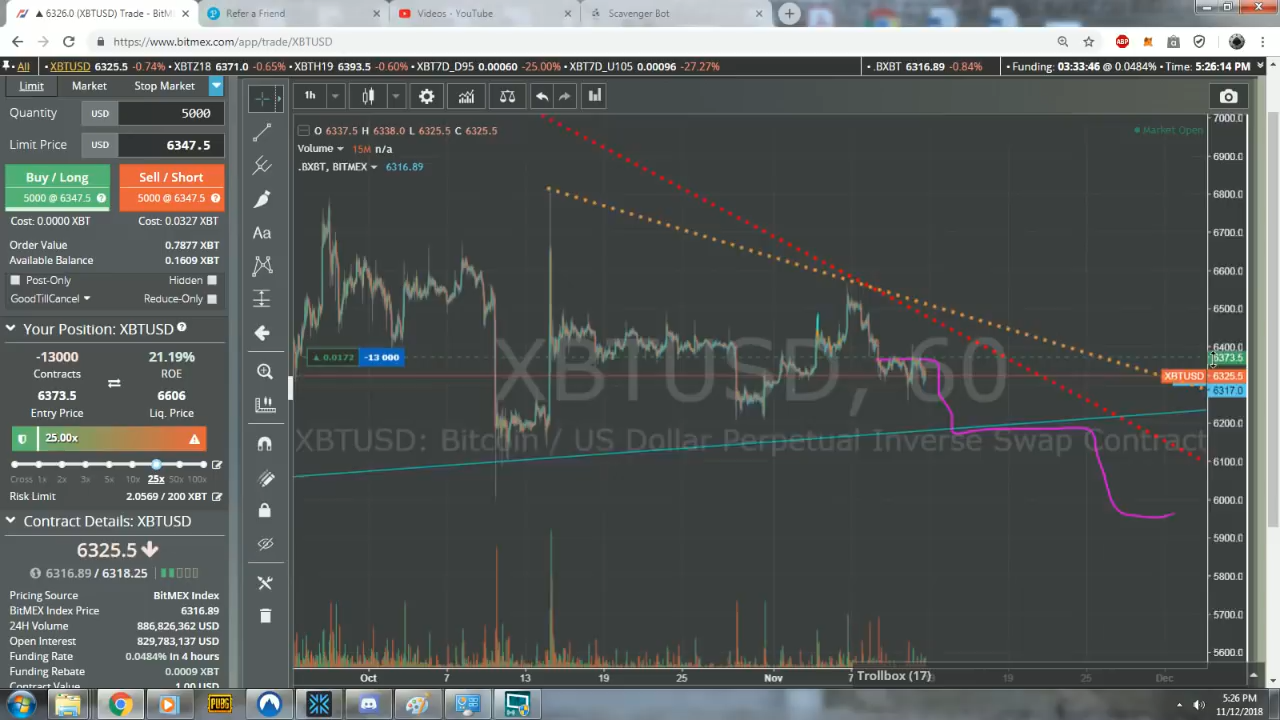 ▲ 6326.0 (XBTUSD) Trade - BitM
Refer a Friend
Videos - YouTube
Scavenger Bot
https://www.bitmex.com/app/trade/XBTUSD
ABP
All XBTUSD 6325.5 -0.74% XBTZ18 6371.0 -0.65% XBTH19 6393.5 -0.60% XBT7D_D95 0.00060 -25.00% XBT7D_U105 0.00096 -27.27% .BXBT 6316.89 -0.84% Funding: 03:33:46 @ 0.0484% Time: 5:26:14 PM
Limit Market Stop Market
Quantity USD 5000
Limit Price USD 6347.5
Buy / Long
5000 @ 6347.5
Sell / Short
5000 @ 6347.5
Cost: 0.0000 XBT Cost: 0.0327 XBT
Order Value 0.7877 XBT
Available Balance 0.1609 XBT
Post-Only Hidden
GoodTillCancel Reduce-Only
Your Position: XBTUSD
-13000 21.19%
Contracts ROE
6373.5 6606
Entry Price Liq. Price
25.00x
Cross 1x 2x 3x 5x 10x 25x 50x 100x
Risk Limit 2.0569 / 200 XBT
Contract Details: XBTUSD
6325.5
6316.89 / 6318.25
Pricing Source BitMEX Index
BitMEX Index Price 6316.89
24H Volume 886,826,362 USD
Open Interest 829,783,137 USD
Funding Rate 0.0484% In 4 hours
Funding Rebate 0.0009 XBT
Contract Value 1.00 USD
1h
Aa
O 6337.5 H 6338.0 L 6325.5 C 6325.5
Volume 15M n/a
.BXBT, BITMEX 6316.89
Market Open
XBTUSD, 60
XBTUSD: Bitcoin / US Dollar Perpetual Inverse Swap Contract
▲ 0.0173 -13 000
7000.0
6900.0
6800.0
6700.0
6600.0
6500.0
6400.0
6373.5
XBTUSD 6325.5
6317.0
6200.0
6100.0
6000.0
5900.0
5800.0
5700.0
5600.0
Oct 7 13 19 25 Nov 7 19 25 Dec
Trollbox (17)
PUBG
5:26 PM
11/12/2018